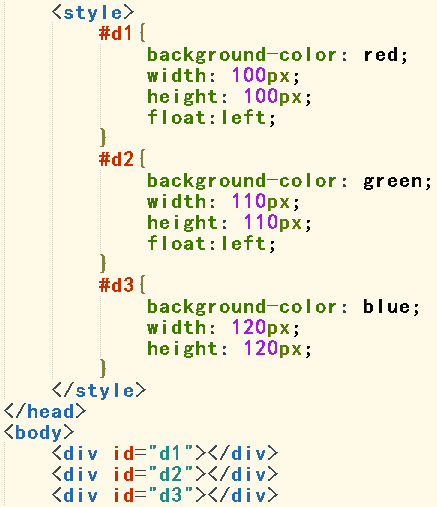 <style>
#d1{
background-color: red;
width: 100px;
height: 100px;
float:left;
}
#d2{
background-color: green;
width: 110px;
height: 110px;
float:left;
}
#d3{
background-color: blue;
width: 120px;
height: 120px;
}
</style>
</head>
<body>
<div id="d1"></div>
<div id="d2"></div>
<div id="d3"></div>